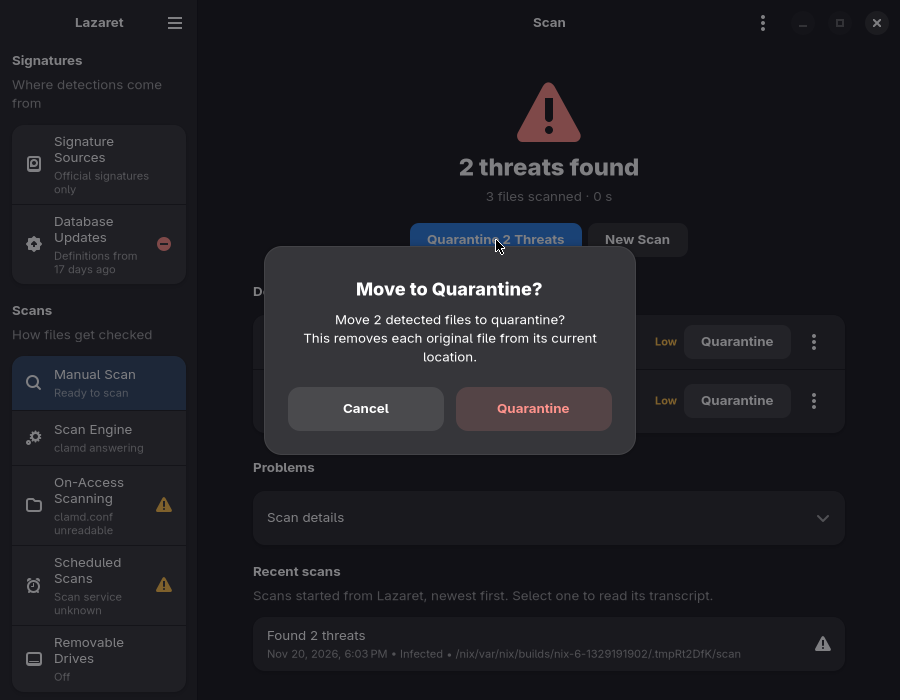 Lazaret
Scan
Signatures
Where detections come
from
Signature
Sources
Official signatures
only
Database
Updates
Definitions from
17 days ago
Scans
How files get checked
Manual Scan
Ready to scan
Scan Engine
clamd answering
On-Access
Scanning
clamd.conf
unreadable
Scheduled
Scans
Scan service
unknown
Removable
Drives
Off
2 threats found
3 files scanned · 0 s
Quarantine 2 Threats
New Scan
Move to Quarantine?
Move 2 detected files to quarantine?
This removes each original file from its current
location.
Cancel
Quarantine
Low
Quarantine
Low
Quarantine
Problems
Scan details
Recent scans
Scans started from Lazaret, newest first. Select one to read its transcript.
Found 2 threats
Nov 20, 2026, 6:03 PM • Infected • /nix/var/nix/builds/nix-6-1329191902/.tmpRt2DfK/scan